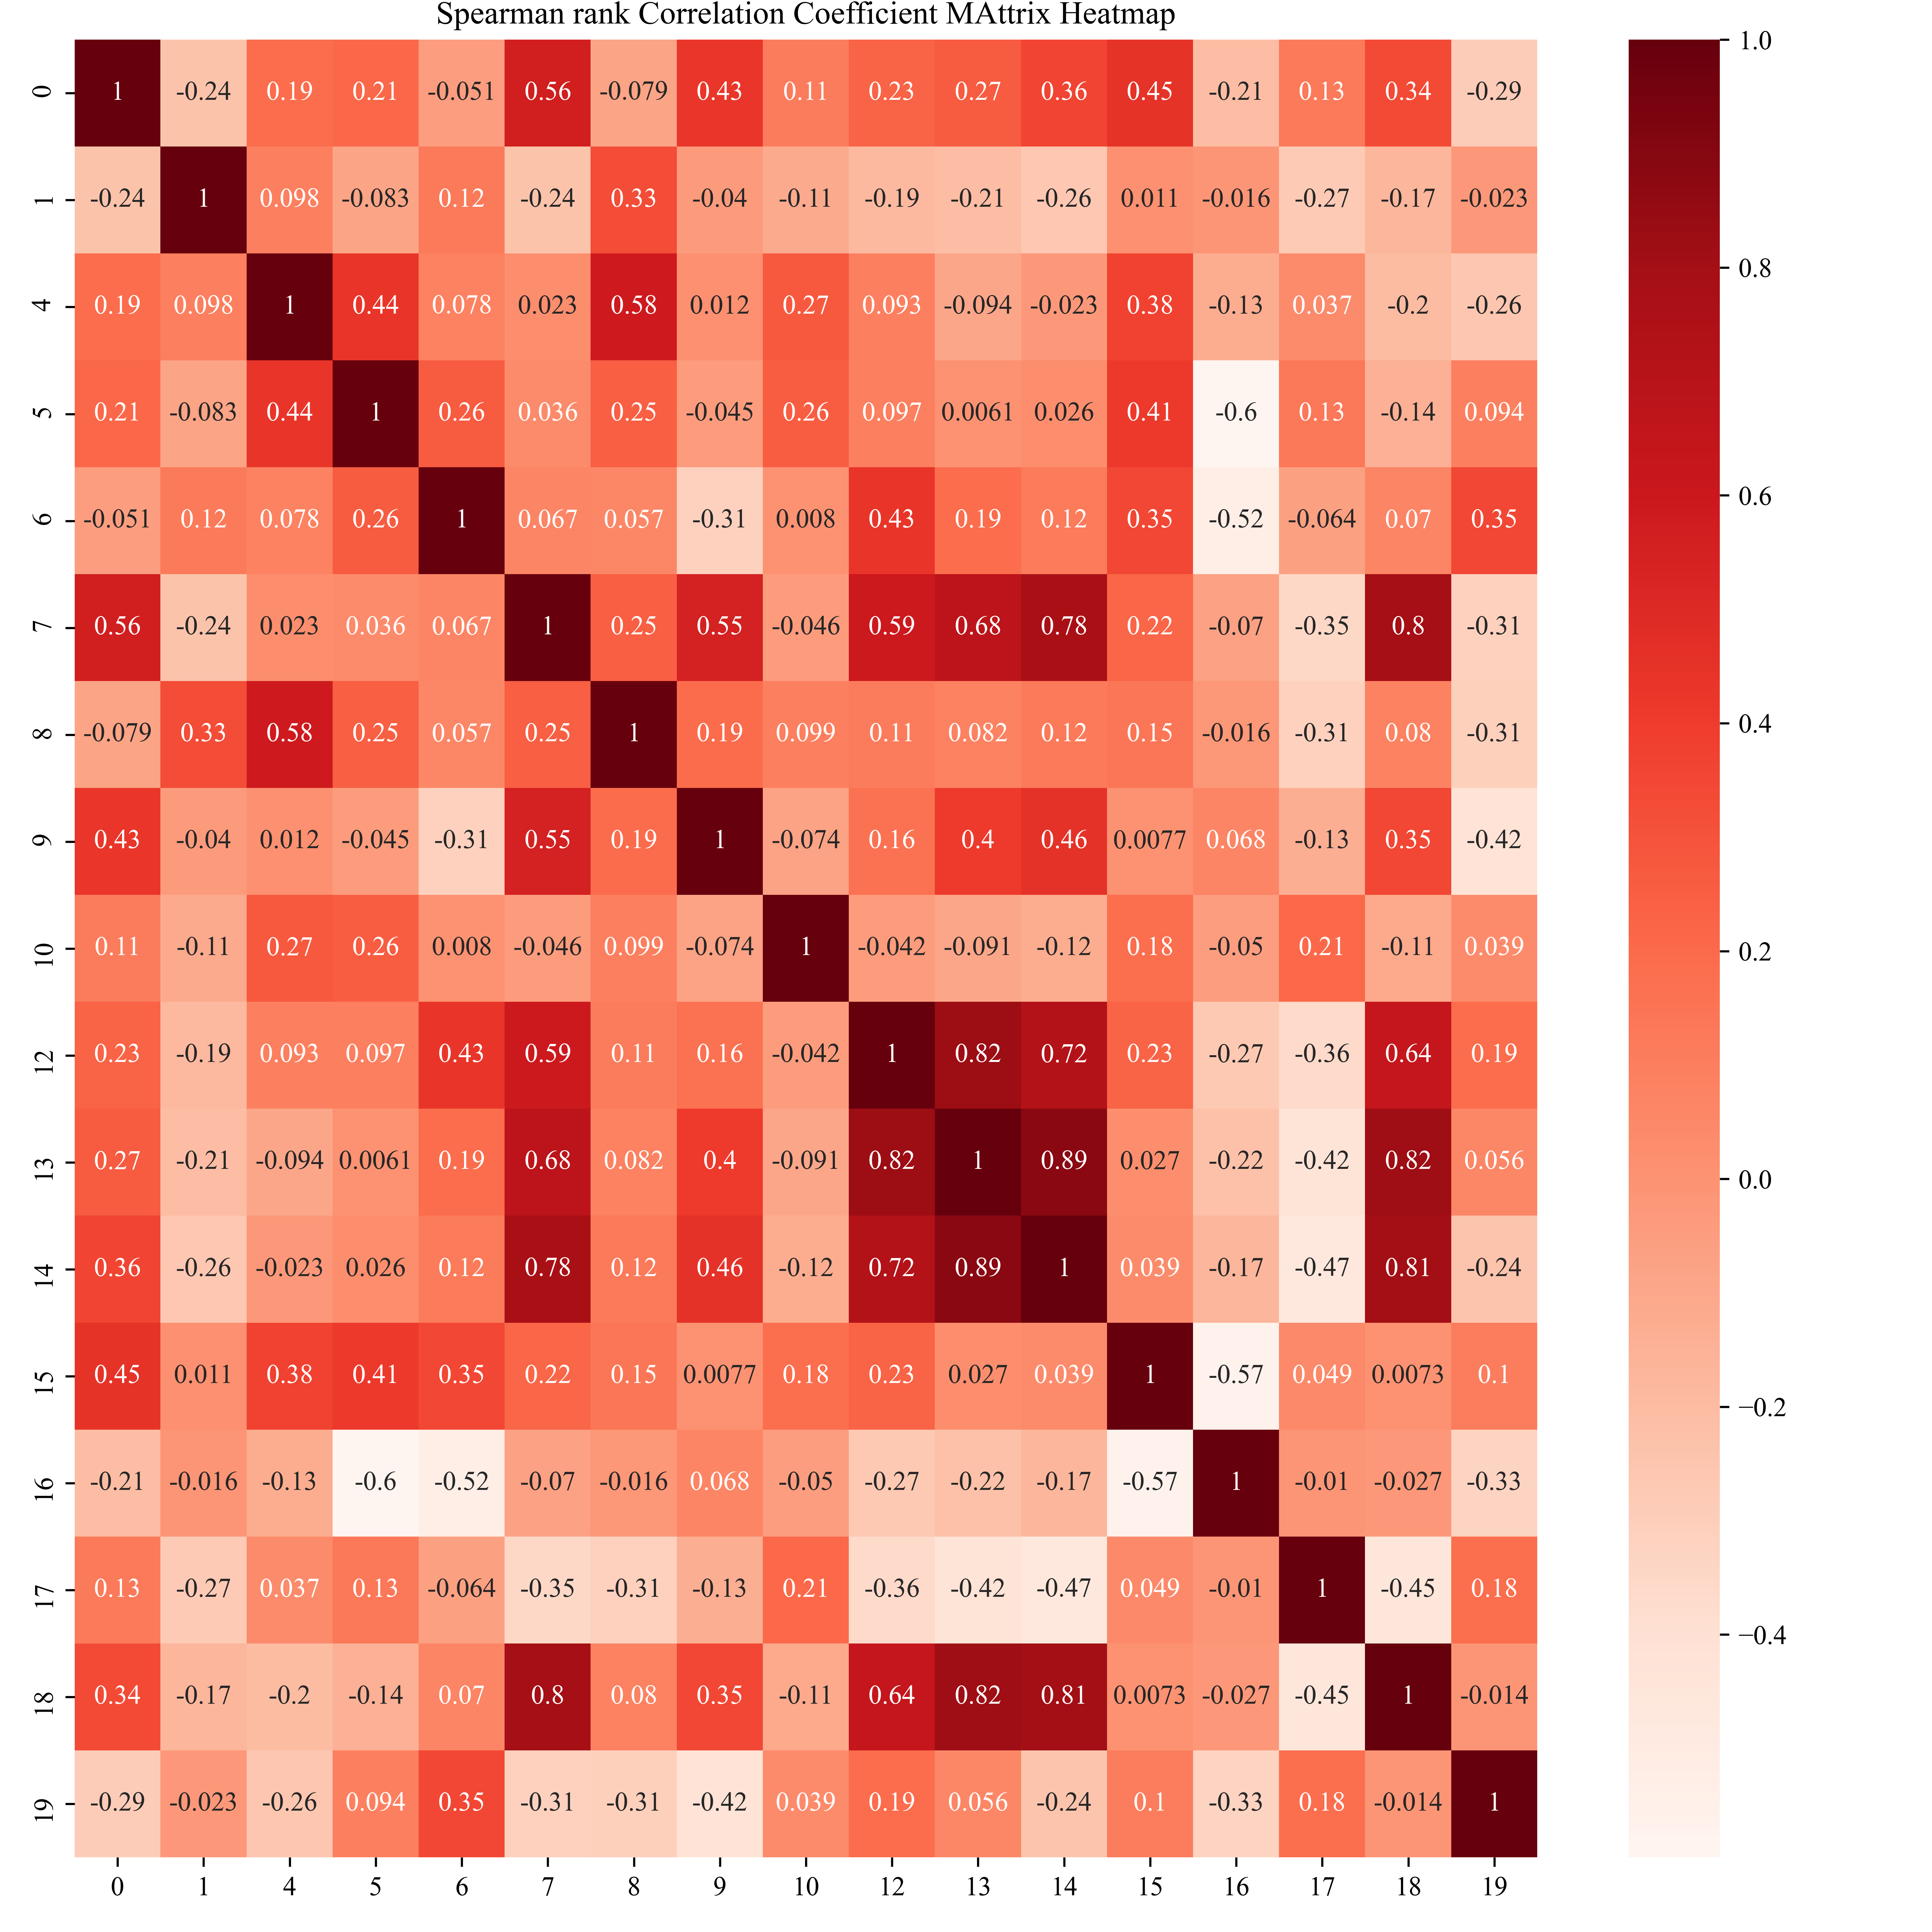 Spearman rank Correlation Coefficient MAttrix Heatmap
0 1 -0.24 0.19 0.21 -0.051 0.56 -0.079 0.43 0.11 0.23 0.27 0.36 0.45 -0.21 0.13 0.34 -0.29
1 -0.24 1 0.098 -0.083 0.12 -0.24 0.33 -0.04 -0.11 -0.19 -0.21 -0.26 0.011 -0.016 -0.27 -0.17 -0.023
4 0.19 0.098 1 0.44 0.078 0.023 0.58 0.012 0.27 0.093 -0.094 -0.023 0.38 -0.13 0.037 -0.2 -0.26
5 0.21 -0.083 0.44 1 0.26 0.036 0.25 -0.045 0.26 0.097 0.0061 0.026 0.41 -0.6 0.13 -0.14 0.094
6 -0.051 0.12 0.078 0.26 1 0.067 0.057 -0.31 0.008 0.43 0.19 0.12 0.35 -0.52 -0.064 0.07 0.35
7 0.56 -0.24 0.023 0.036 0.067 1 0.25 0.55 -0.046 0.59 0.68 0.78 0.22 -0.07 -0.35 0.8 -0.31
8 -0.079 0.33 0.58 0.25 0.057 0.25 1 0.19 0.099 0.11 0.082 0.12 0.15 -0.016 -0.31 0.08 -0.31
9 0.43 -0.04 0.012 -0.045 -0.31 0.55 0.19 1 -0.074 0.16 0.4 0.46 0.0077 0.068 -0.13 0.35 -0.42
10 0.11 -0.11 0.27 0.26 0.008 -0.046 0.099 -0.074 1 -0.042 -0.091 -0.12 0.18 -0.05 0.21 -0.11 0.039
12 0.23 -0.19 0.093 0.097 0.43 0.59 0.11 0.16 -0.042 1 0.82 0.72 0.23 -0.27 -0.36 0.64 0.19
13 0.27 -0.21 -0.094 0.0061 0.19 0.68 0.082 0.4 -0.091 0.82 1 0.89 0.027 -0.22 -0.42 0.82 0.056
14 0.36 -0.26 -0.023 0.026 0.12 0.78 0.12 0.46 -0.12 0.72 0.89 1 0.039 -0.17 -0.47 0.81 -0.24
15 0.45 0.011 0.38 0.41 0.35 0.22 0.15 0.0077 0.18 0.23 0.027 0.039 1 -0.57 0.049 0.0073 0.1
16 -0.21 -0.016 -0.13 -0.6 -0.52 -0.07 -0.016 0.068 -0.05 -0.27 -0.22 -0.17 -0.57 1 -0.01 -0.027 -0.33
17 0.13 -0.27 0.037 0.13 -0.064 -0.35 -0.31 -0.13 0.21 -0.36 -0.42 -0.47 0.049 -0.01 1 -0.45 0.18
18 0.34 -0.17 -0.2 -0.14 0.07 0.8 0.08 0.35 -0.11 0.64 0.82 0.81 0.0073 -0.027 -0.45 1 -0.014
19 -0.29 -0.023 -0.26 0.094 0.35 -0.31 -0.31 -0.42 0.039 0.19 0.056 -0.24 0.1 -0.33 0.18 -0.014 1
0 1 4 5 6 7 8 9 10 12 13 14 15 16 17 18 19
1.0
0.8
0.6
0.4
0.2
0.0
−0.2
−0.4